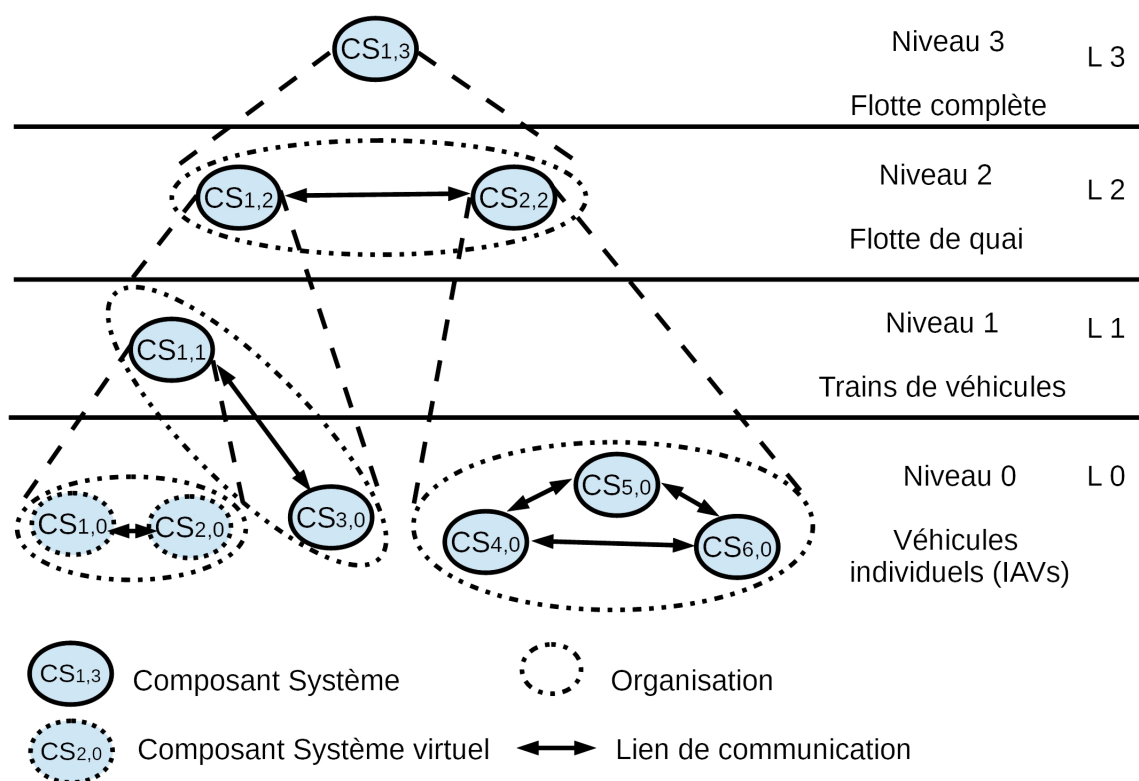 CS1,3
Niveau 3
L 3
Flotte complète
CS1,2
CS2,2
Niveau 2
L 2
Flotte de quai
CS1,1
Niveau 1
L 1
Trains de véhicules
CS1,0
CS2,0
CS3,0
CS4,0
CS5,0
CS6,0
Niveau 0
L 0
Véhicules
individuels (IAVs)
CS1,3
Composant Système
Organisation
CS2,0
Composant Système virtuel
Lien de communication